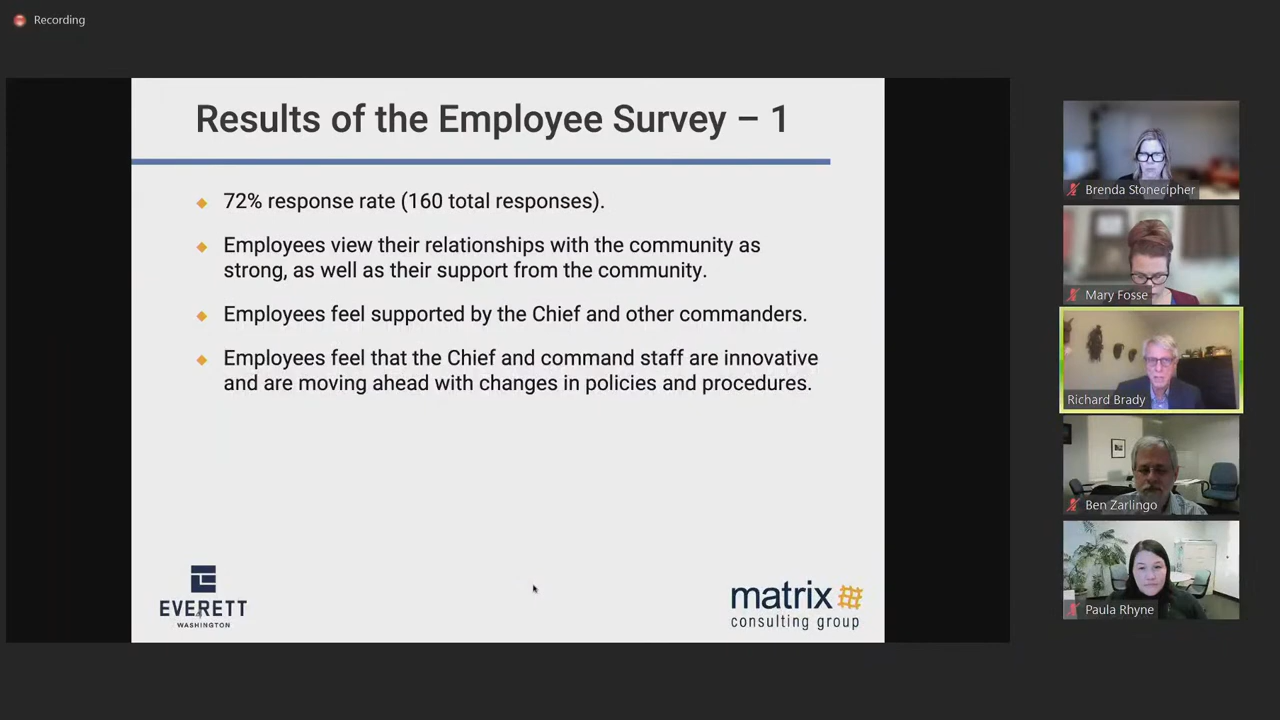 Recording
Results of the Employee Survey – 1
72% response rate (160 total responses).
Employees view their relationships with the community as
strong, as well as their support from the community.
Employees feel supported by the Chief and other commanders.
Employees feel that the Chief and command staff are innovative
and are moving ahead with changes in policies and procedures.
EVERETT
WASHINGTON
matrix
consulting group
Brenda Stonecipher
Mary Fosse
Richard Brady
Ben Zarlingo
Paula Rhyne